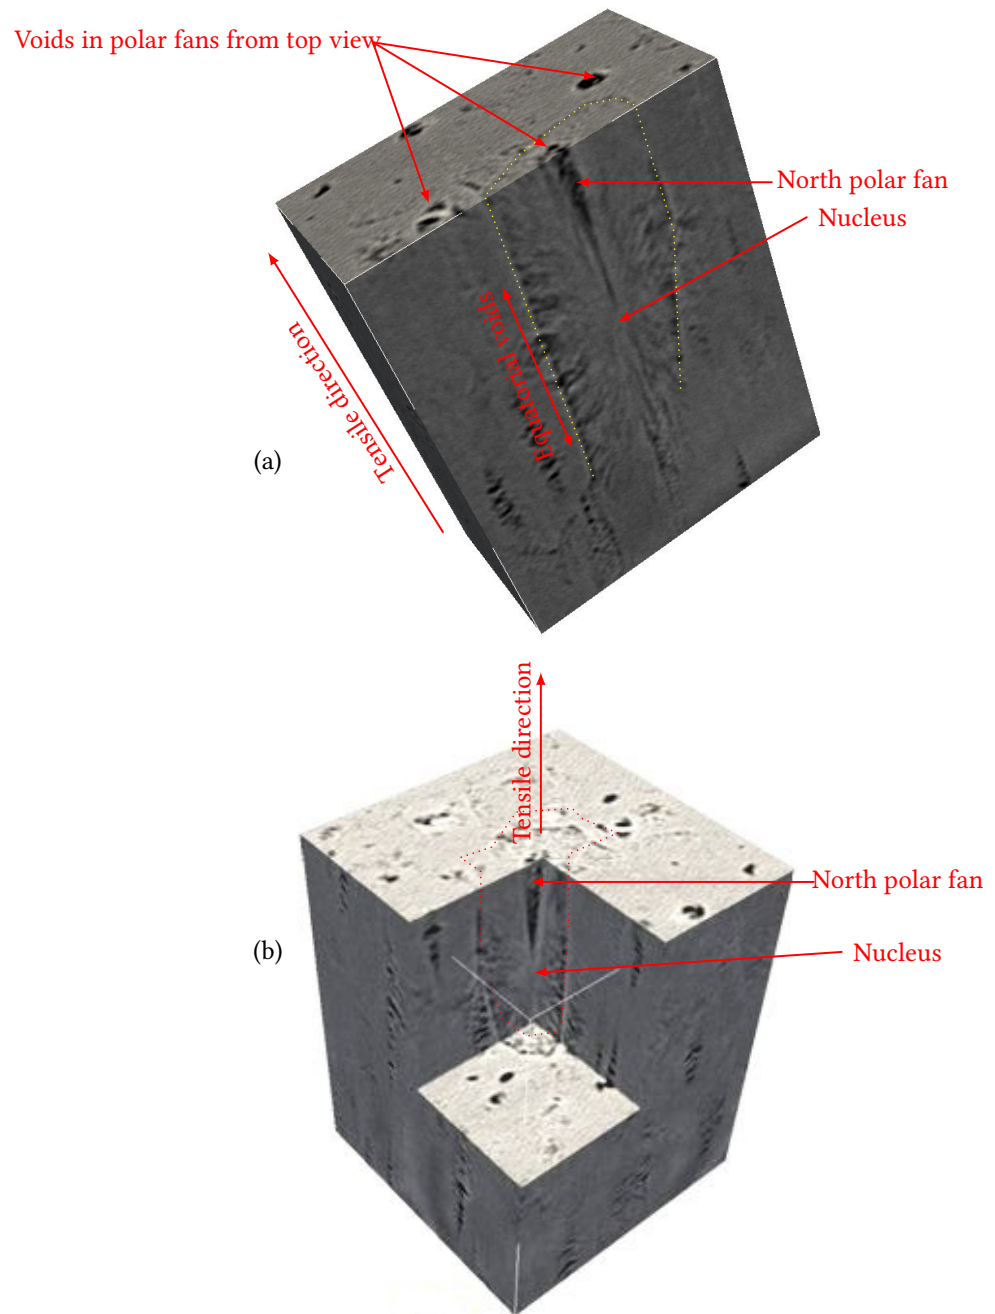 Voids in polar fans from top view
North polar fan
Nucleus
Equatorial voids
Tensile direction
(a)
Tensile direction
North polar fan
Nucleus
(b)